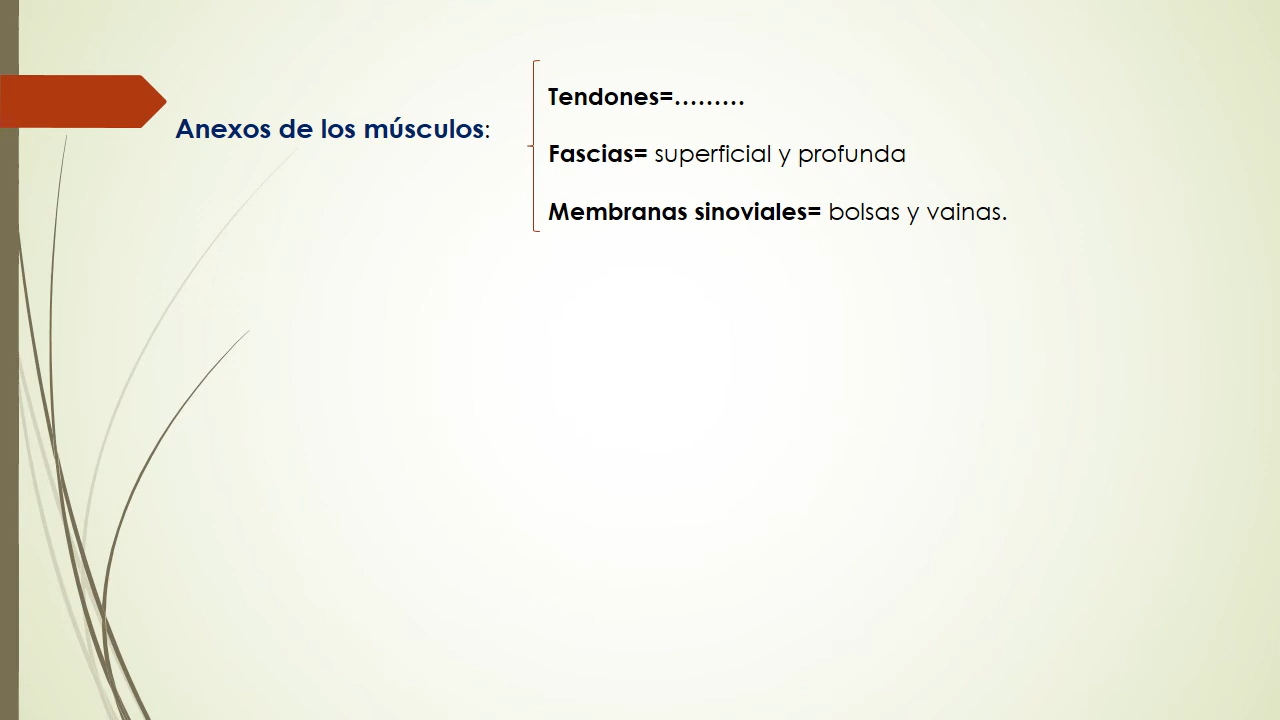 Anexos de los músculos:
Tendones=………
Fascias= superficial y profunda
Membranas sinoviales= bolsas y vainas.